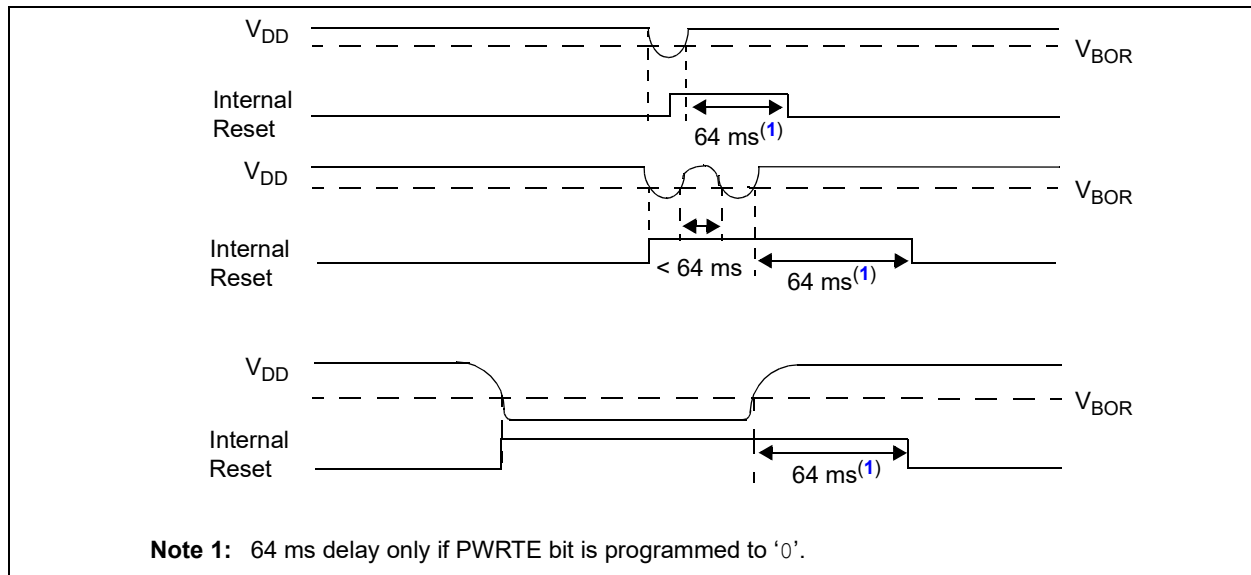 VDD
VBOR
Internal
Reset
64 ms(1)
VDD
VBOR
Internal
Reset
< 64 ms
64 ms(1)
VDD
VBOR
Internal
Reset
64 ms(1)
Note 1: 64 ms delay only if PWRTE bit is programmed to ‘0’.